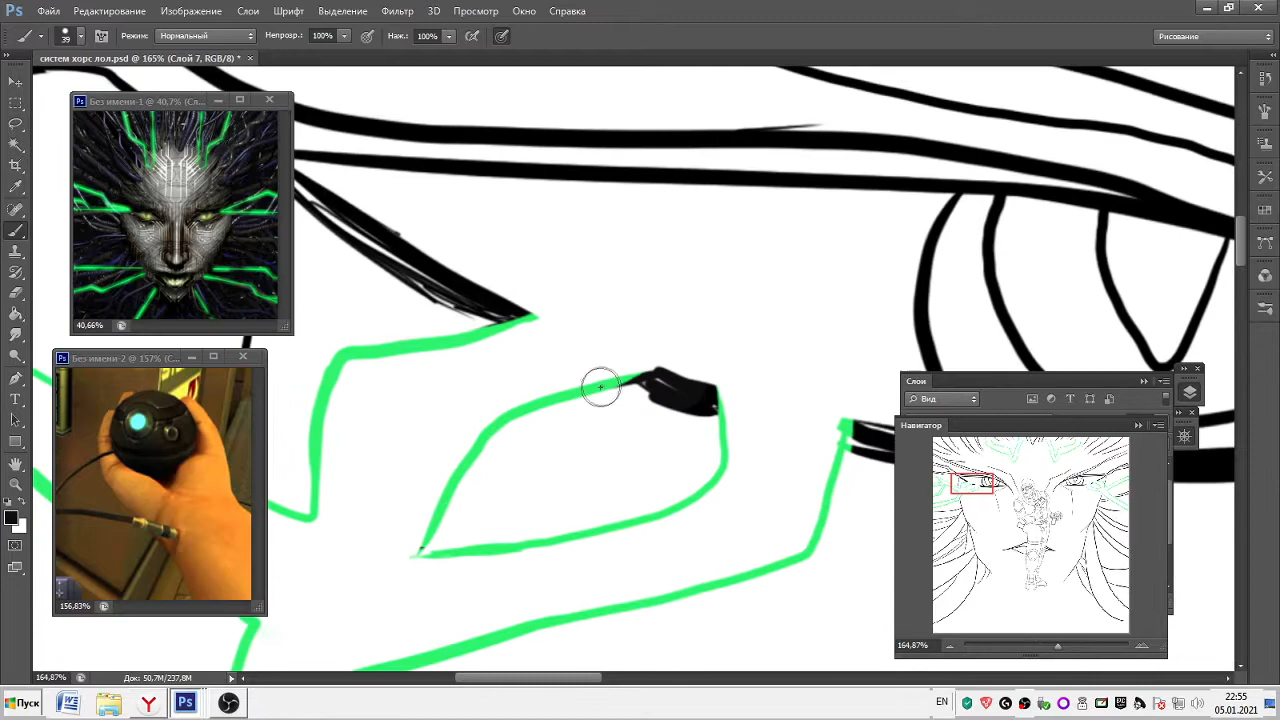 Ps Файл Редактирование Изображение Слои Шрифт Выделение Фильтр 3D Просмотр Окно Справка
39 Режим: Нормальный Непрозр.: 100% Наж.: 100% Рисование
систем хорс лол.psd @ 165% (Слой 7, RGB/8) *
Без имени-1 @ 40,7% (Сл...
40,66%
Без имени-2 @ 157% (С...
156,83%
Слои
Вид
Навигатор
164,87%
164,87% Док: 50,7M/237,8M
Пуск Ps EN 22:55
05.01.2021